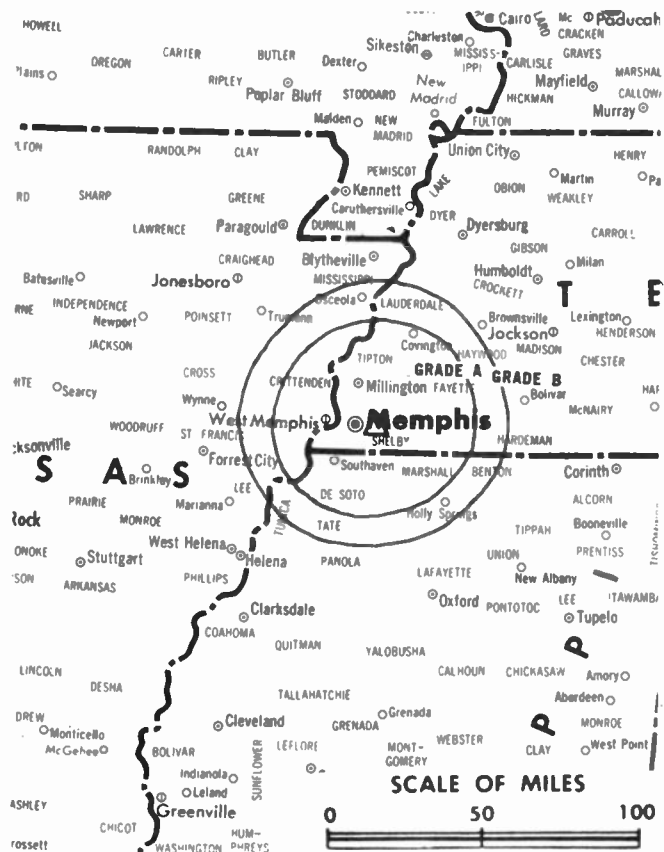 HOWELL
OREGON
CARTER
BUTLER
RIPLEY
Poplar Bluff
Dexter
STODDARD
Sikeston
Charleston
Cairo
Mc
CRACKEN
Paducah
MISSISS-
IPPI
CARLISLE
GRAVES
Mayfield
MARSHAL
HICKMAN
Murray
New
Madrid
Malden
NEW
MADRID
FULTON
Union City
HENRY
RANDOLPH
CLAY
PEMISCOT
Kennett
LAKE
OBION
Martin
WEAKLEY
Caruthersville
DYER
SHARP
GREENE
LAWRENCE
Paragould
DUNKLIN
Dyersburg
GIBSON
CARROLL
CRAIGHEAD
Blytheville
MISSISSIPPI
Humboldt
Milan
CROCKETT
Batesville
Jonesboro
INDEPENDENCE
Newport
POINSETT
Trumann
Osceola
LAUDERDALE
T E
Brownsville
Lexington
HENDERSON
Jockson
MADISON
JACKSON
Covington
HAYWOOD
CHESTER
TIPTON
CROSS
GRADE A GRADE B
Searcy
CRITTENDEN
Millington
FAYETTE
Wynne
Bolivar
McNAIRY
WOODRUFF
West Memphis
Memphis
ST FRANCIS
SHELBY
HARDEMAN
cksonville
Forrest City
Southaven
MARSHALL
BENTON
Corinth
S A S
Brinkley
LEE
DE SOTO
PRAIRIE
Marianna
TUNICA
Holly Springs
ALCORN
Rock
MONROE
TATE
TIPPAH
Booneville
West Helena
Helena
PANOLA
UNION
PRENTISS
ONOKE
Stuttgart
PHILLIPS
LAFAYETTE
New Albany
ARKANSAS
Oxford
PONTOTOC
LEE
ITAWAMBA
Clarksdale
Tupelo
COAHOMA
QUITMAN
YALOBUSHA
P
LINCOLN
CALHOUN
CHICKASAW
Amory
DESHA
TALLAHATCHIE
Aberdeen
DREW
Monticello
Cleveland
GRENADA
Grenada
P
MONROE
McGehee
BOLIVAR
SUNFLOWER
LEFLORE
MONT-
GOMERY
WEBSTER
CLAY
West Point
Indianola
Leland
SCALE OF MILES
ASHLEY
Greenville
0 50 100
CHICOT
rossett
WASHINGTON
HUM-
PHREYS